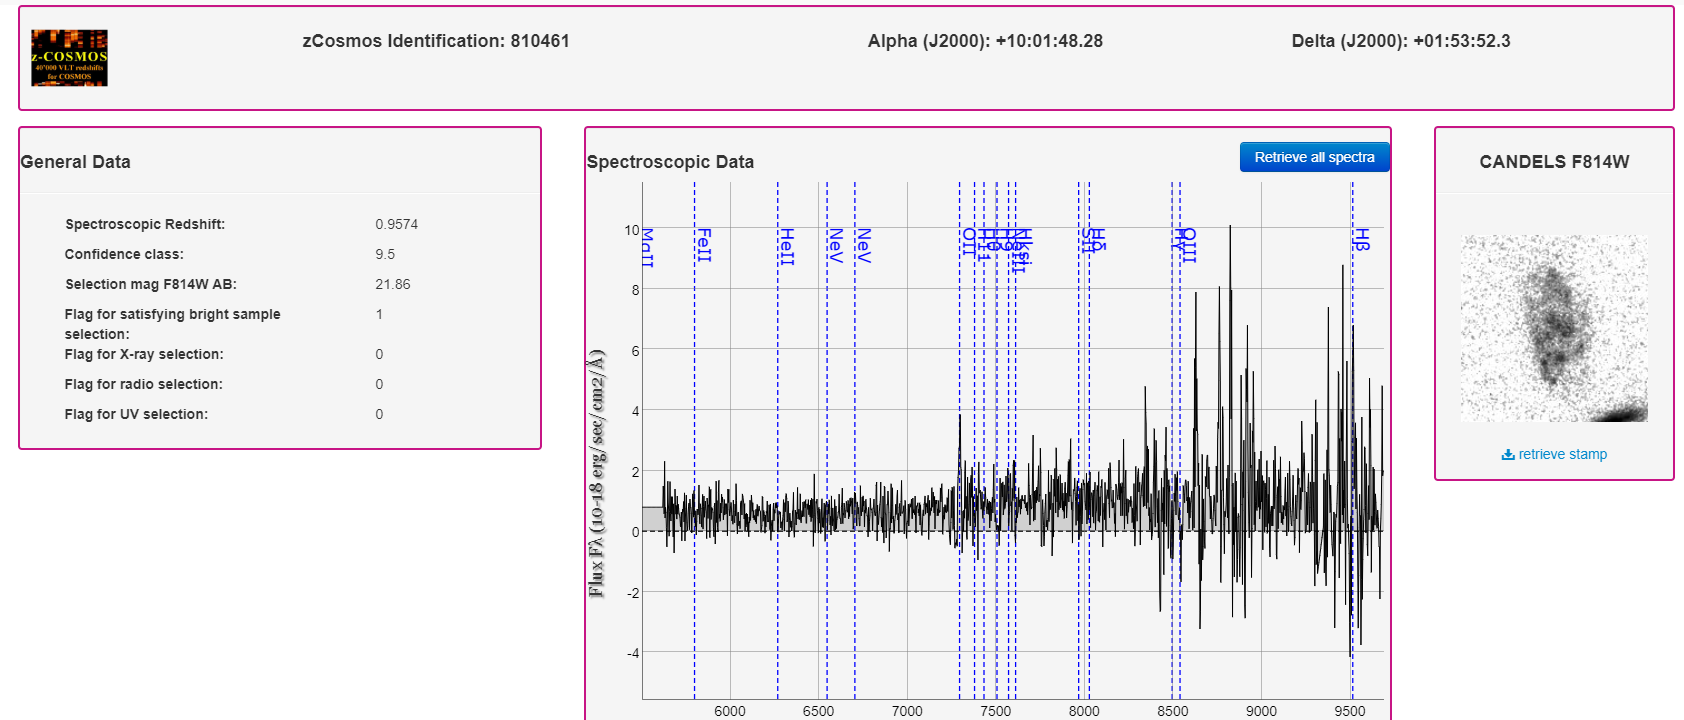 z-COSMOS
40'000 VLT redshifts
for COSMOS
zCosmos Identification: 810461
Alpha (J2000): +10:01:48.28
Delta (J2000): +01:53:52.3
General Data
Spectroscopic Redshift: 0.9574
Confidence class: 9.5
Selection mag F814W AB: 21.86
Flag for satisfying bright sample 1
selection:
Flag for X-ray selection: 0
Flag for radio selection: 0
Flag for UV selection: 0
Spectroscopic Data
Retrieve all spectra
Flux Fλ (10-18 erg/sec/cm2/Å)
10
8
6
4
2
0
-2
-4
MgII
FeII
HeII
NeV
NeV
OII
Hδ
OIII
Hβ
6000 6500 7000 7500 8000 8500 9000 9500
CANDELS F814W
retrieve stamp